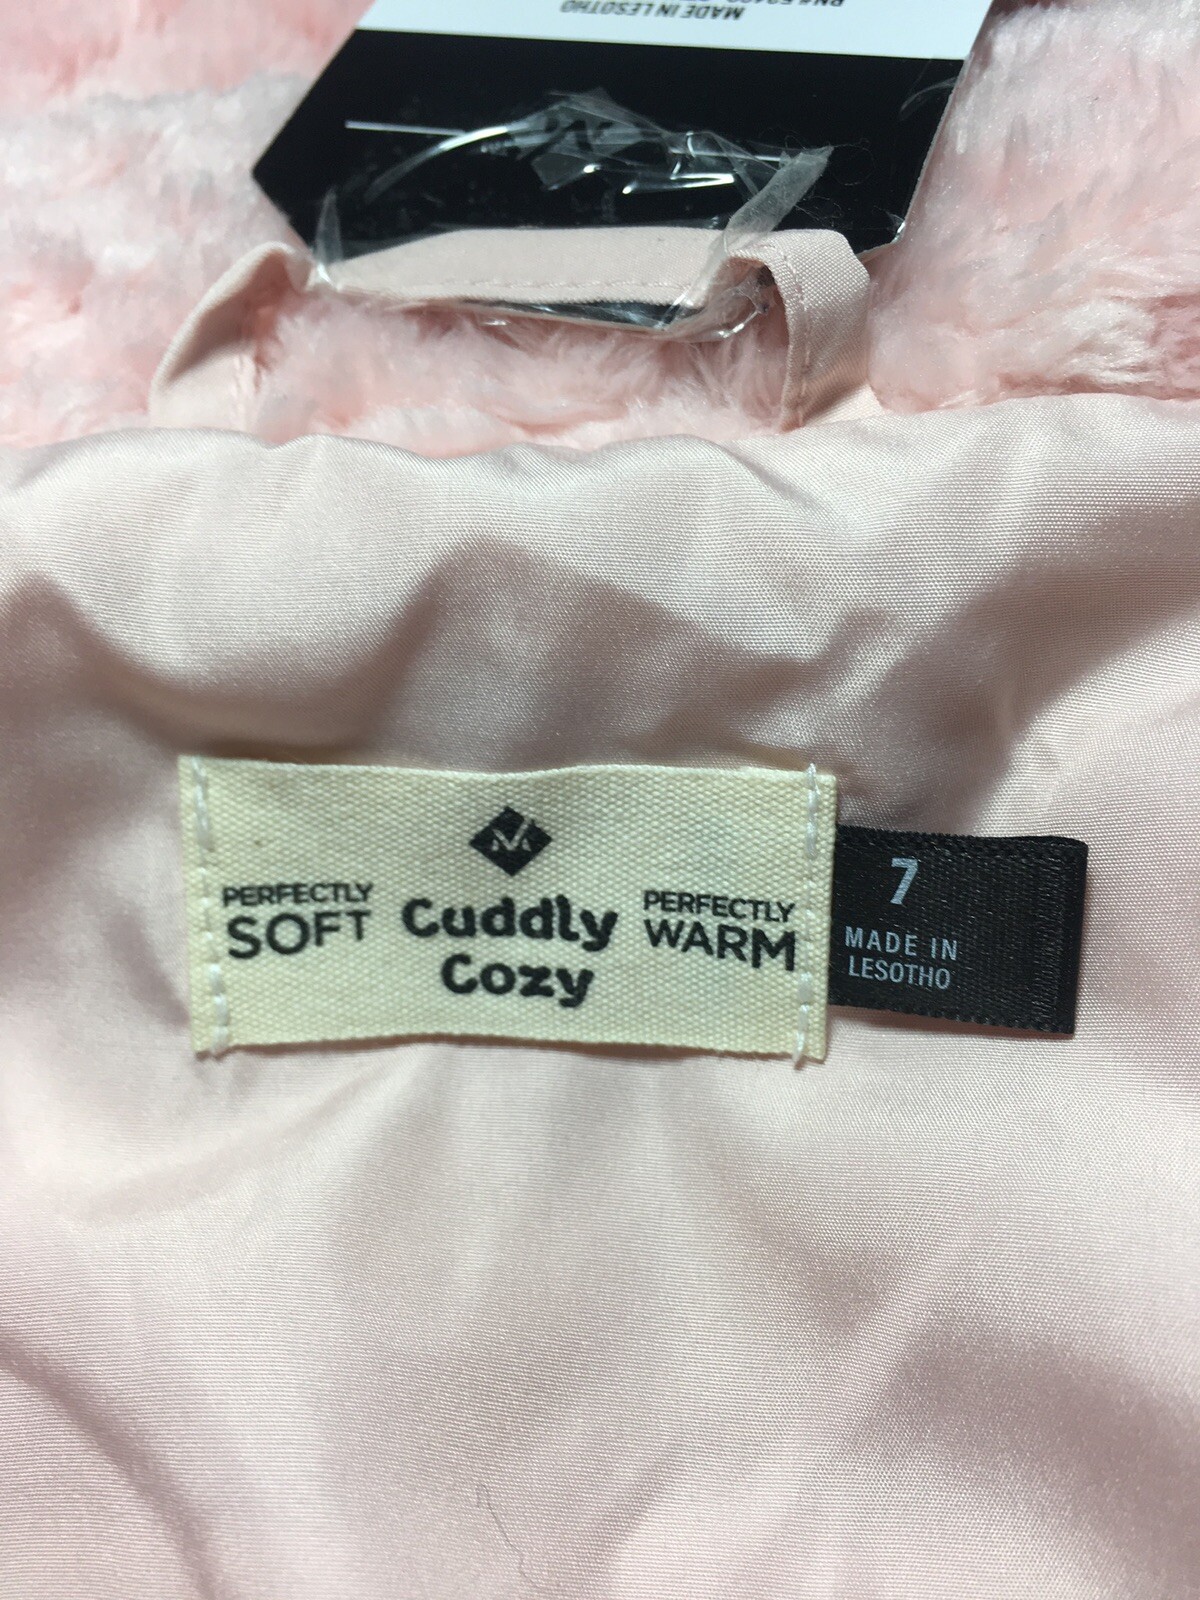 MADE IN LESOTHO
PERFECTLY
SOFT
Cuddly
Cozy
PERFECTLY
WARM
7
MADE IN
LESOTHO